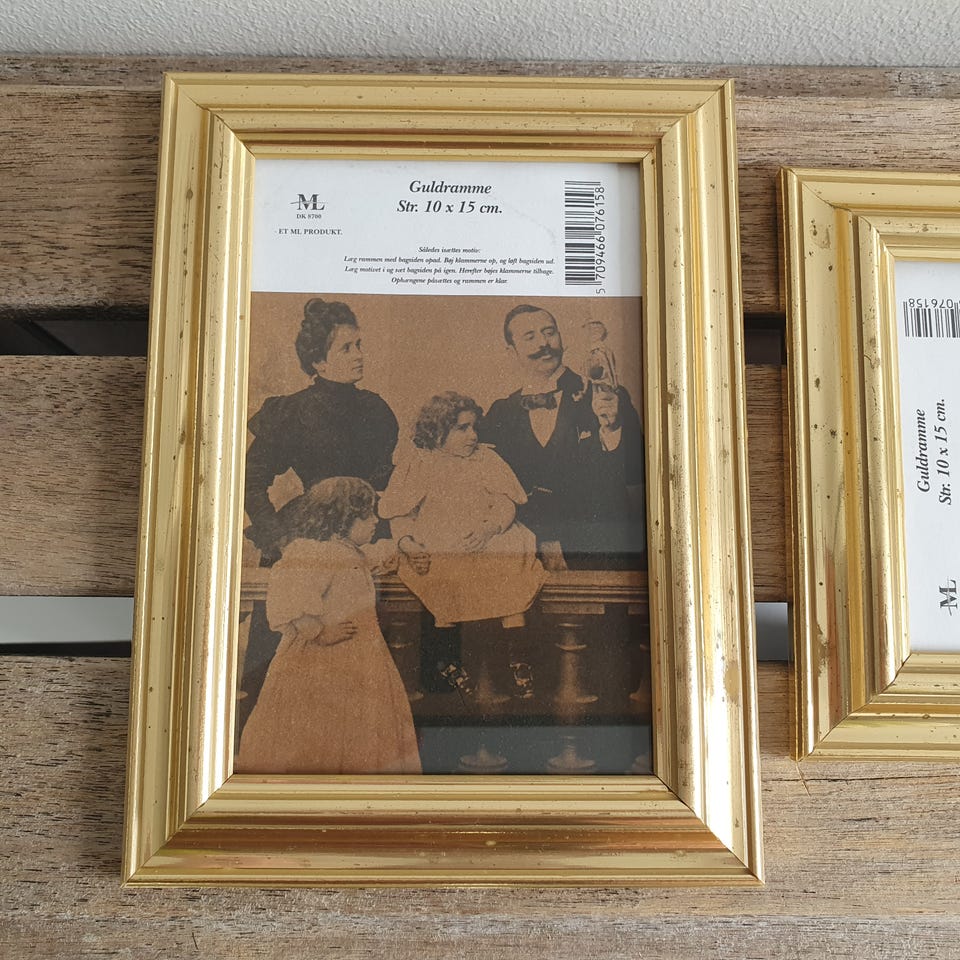 ML
DK 8700
- ET ML PRODUKT.
Guldramme
Str. 10 x 15 cm.
Således isættes motiv:
Læg rammen med bagsiden opad. Bøj klammerne op, og løft bagsiden ud.
Læg motivet i og sæt bagsiden på igen. Herefter bøjes klammerne tilbage.
Ophængene påsættes og rammen er klar.
5 709466 076158
076158
Guldramme
Str. 10 x 15 cm.
ML